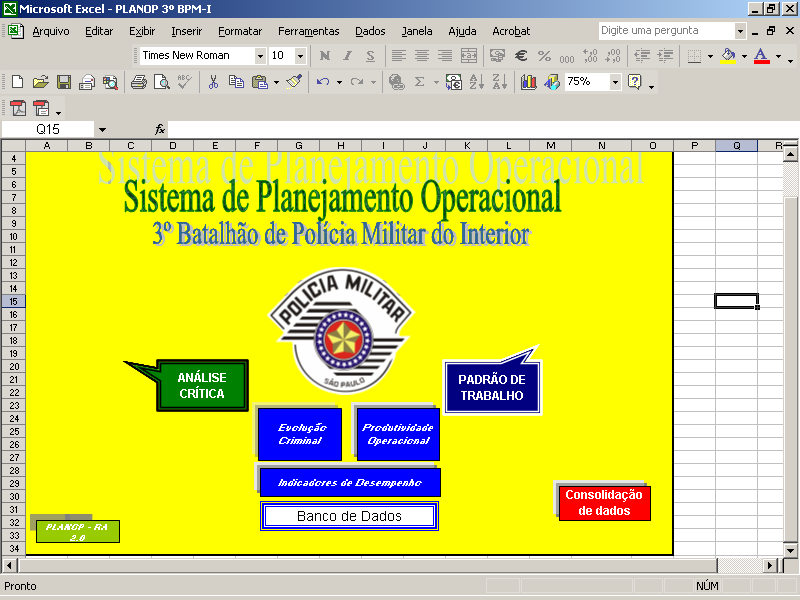 Microsoft Excel - PLANOP 3º BPM-I
Arquivo Editar Exibir Inserir Formatar Ferramentas Dados Janela Ajuda Acrobat
Digite uma pergunta
Times New Roman 10 N I S € % 000
75%
Q15 fx
A B C D E F G H I J K L M N O P Q R
4
5
6
7
8
9
10
11
12
13
14
15
16
17
18
19
20
21
22
23
24
25
26
27
28
29
30
31
32
33
34
Sistema de Planejamento Operacional
3º Batalhão de Polícia Militar do Interior
POLICIA MILITAR
SÃO PAULO
ANÁLISE
CRÍTICA
PADRÃO DE
TRABALHO
Evolução
Criminal
Produtividade
Operacional
Indicadores de Desempenho
Banco de Dados
Consolidação
de dados
PLANOP - RA
2.0
Pronto NÚM